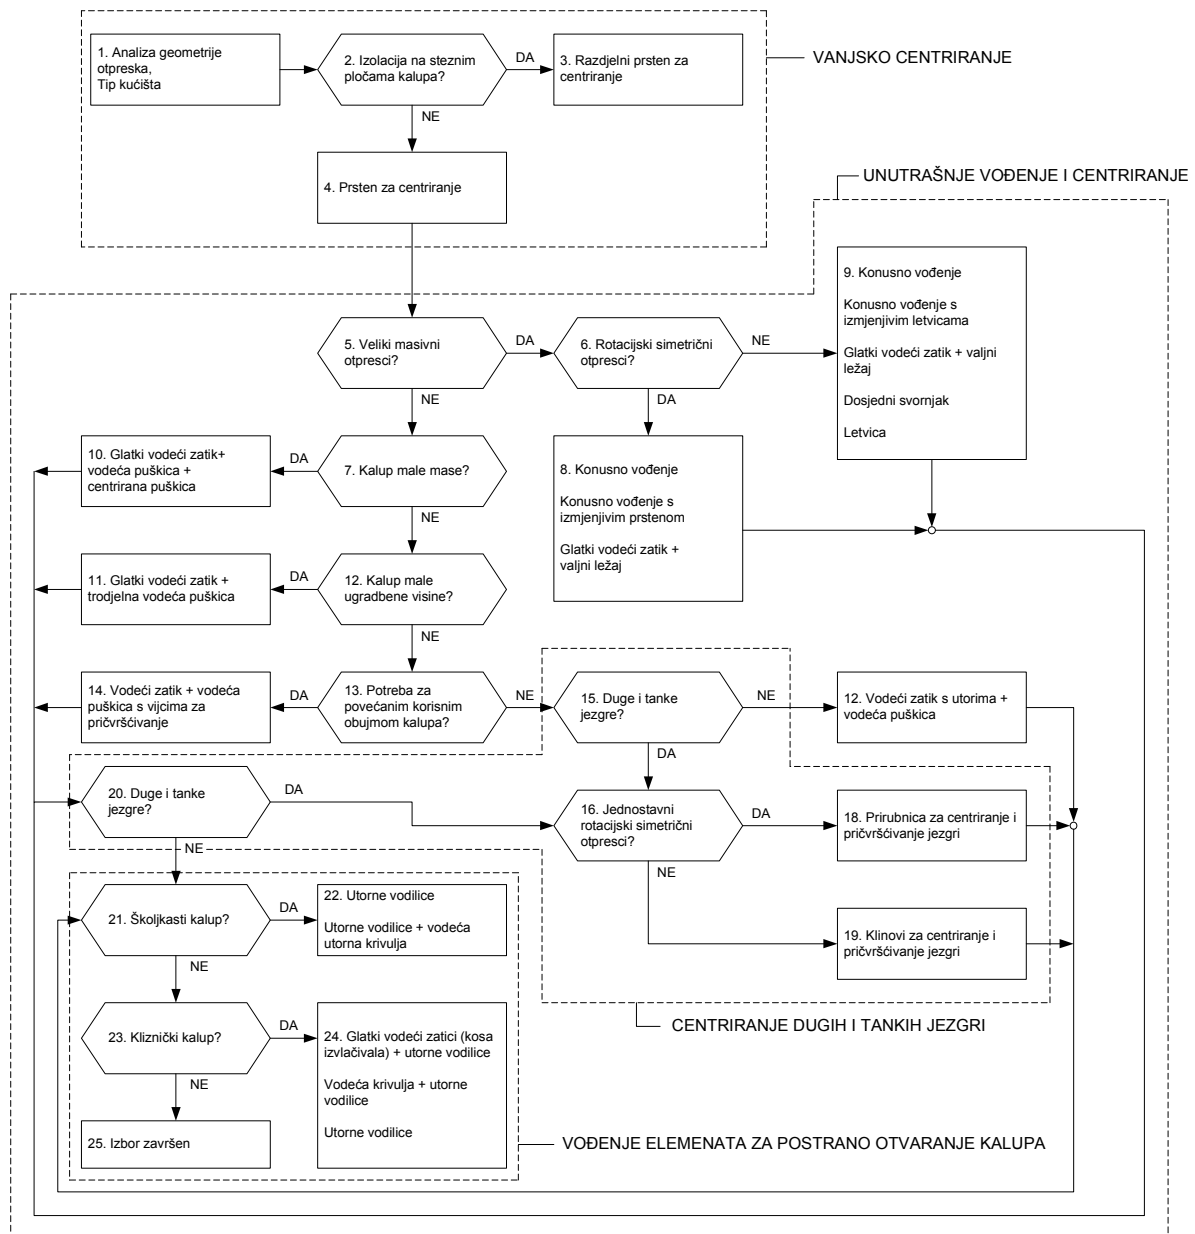 1. Analiza geometrije
otpreska,
Tip kućišta
2. Izolacija na steznim
pločama kalupa?
DA
3. Razdjelni prsten za
centriranje
VANJSKO CENTRIRANJE
NE
4. Prsten za centriranje
UNUTRAŠNJE VOĐENJE I CENTRIRANJE
5. Veliki masivni
otpresci?
DA
6. Rotacijski simetrični
otpresci?
NE
9. Konusno vođenje
Konusno vođenje s
izmjenjivim letvicama
Glatki vodeći zatik + valjni
ležaj
Dosjedni svornjak
Letvica
NE
DA
10. Glatki vodeći zatik+
vodeća puškica +
centrirana puškica
DA
7. Kalup male mase?
8. Konusno vođenje
Konusno vođenje s
izmjenjivim prstenom
Glatki vodeći zatik +
valjni ležaj
NE
11. Glatki vodeći zatik +
trodjelna vodeća puškica
DA
12. Kalup male
ugradbene visine?
NE
14. Vodeći zatik + vodeća
puškica s vijcima za
pričvršćivanje
DA
13. Potreba za
povećanim korisnim
obujmom kalupa?
NE
15. Duge i tanke
jezgre?
NE
12. Vodeći zatik s utorima +
vodeća puškica
DA
20. Duge i tanke
jezgre?
DA
16. Jednostavni
rotacijski simetrični
otpresci?
DA
18. Prirubnica za centriranje i
pričvršćivanje jezgri
NE
NE
21. Školjkasti kalup?
DA
22. Utorne vodilice
Utorne vodilice + vodeća
utorna krivulja
19. Klinovi za centriranje i
pričvršćivanje jezgri
NE
CENTRIRANJE DUGIH I TANKIH JEZGRI
23. Kliznički kalup?
DA
24. Glatki vodeći zatici (kosa
izvlačivala) + utorne vodilice
Vodeća krivulja + utorne
vodilice
Utorne vodilice
NE
25. Izbor završen
VOĐENJE ELEMENATA ZA POSTRANO OTVARANJE KALUPA